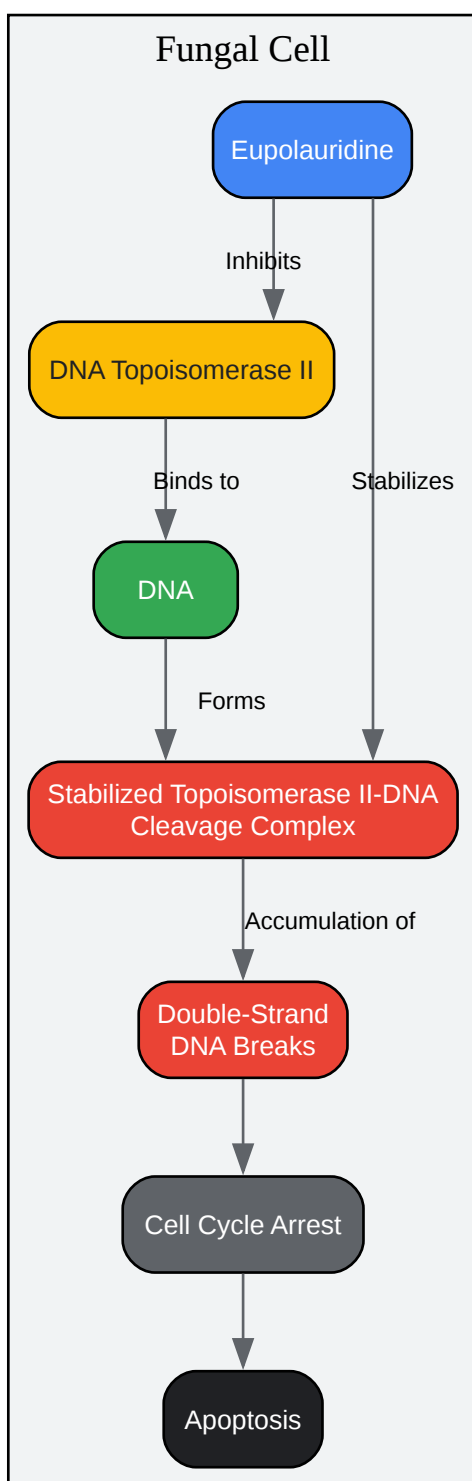 Fungal Cell
Eupolauridine
Inhibits
DNA Topoisomerase II
Binds to
Stabilizes
DNA
Forms
Stabilized Topoisomerase II-DNA
Cleavage Complex
Accumulation of
Double-Strand
DNA Breaks
Cell Cycle Arrest
Apoptosis